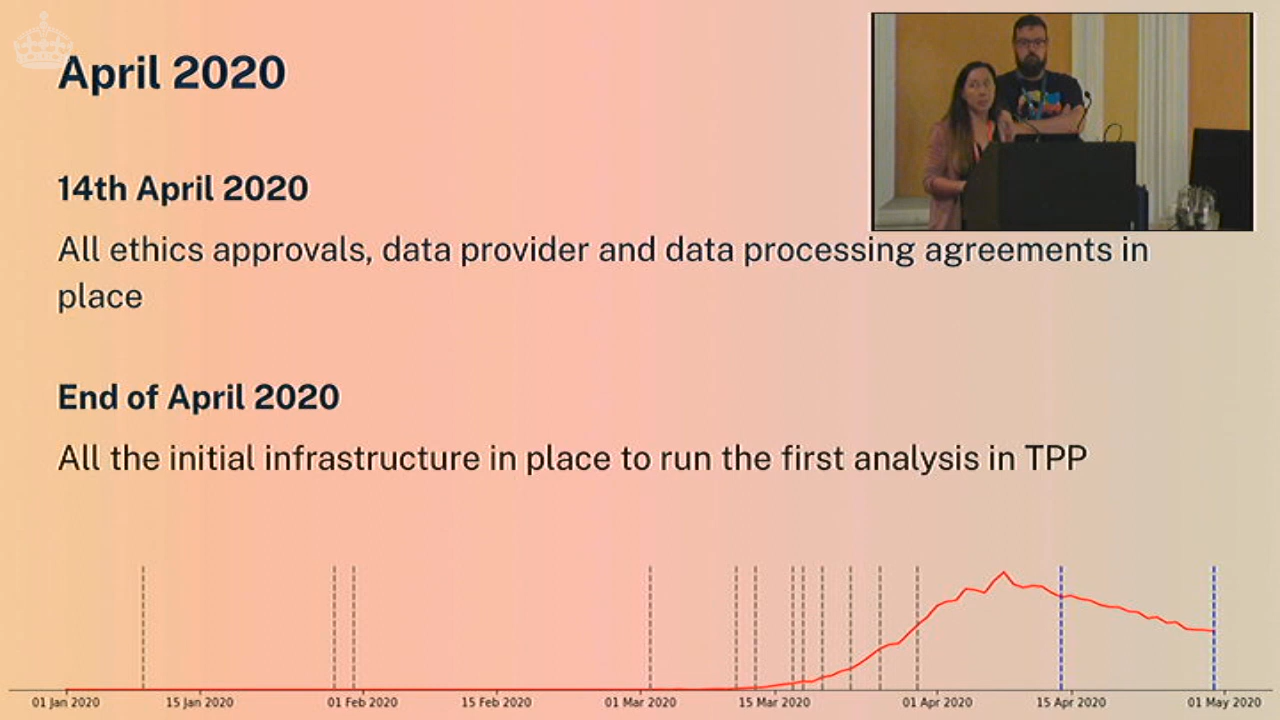 April 2020
14th April 2020
All ethics approvals, data provider and data processing agreements in
place
End of April 2020
All the initial infrastructure in place to run the first analysis in TPP
01 Jan 2020
15 Jan 2020
01 Feb 2020
15 Feb 2020
01 Mar 2020
15 Mar 2020
01 Apr 2020
15 Apr 2020
01 May 2020